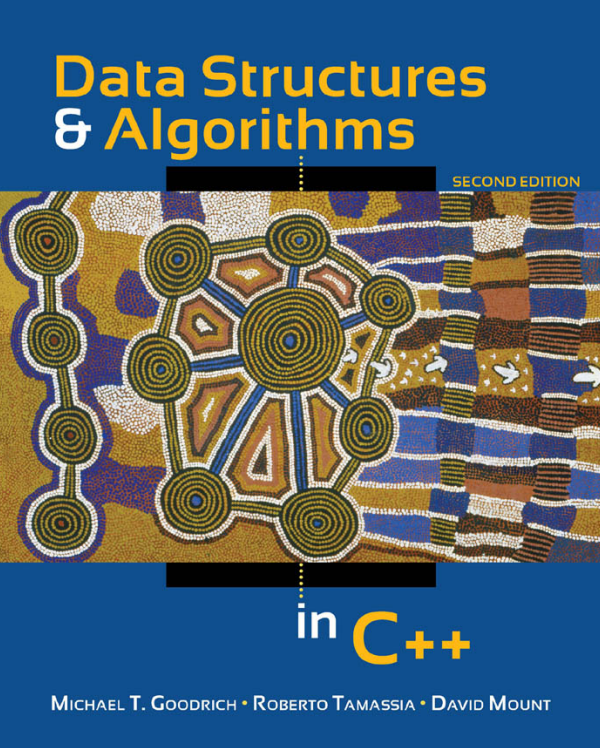 Data Structures
& Algorithms
SECOND EDITION
in C++
MICHAEL T. GOODRICH • ROBERTO TAMASSIA • DAVID MOUNT